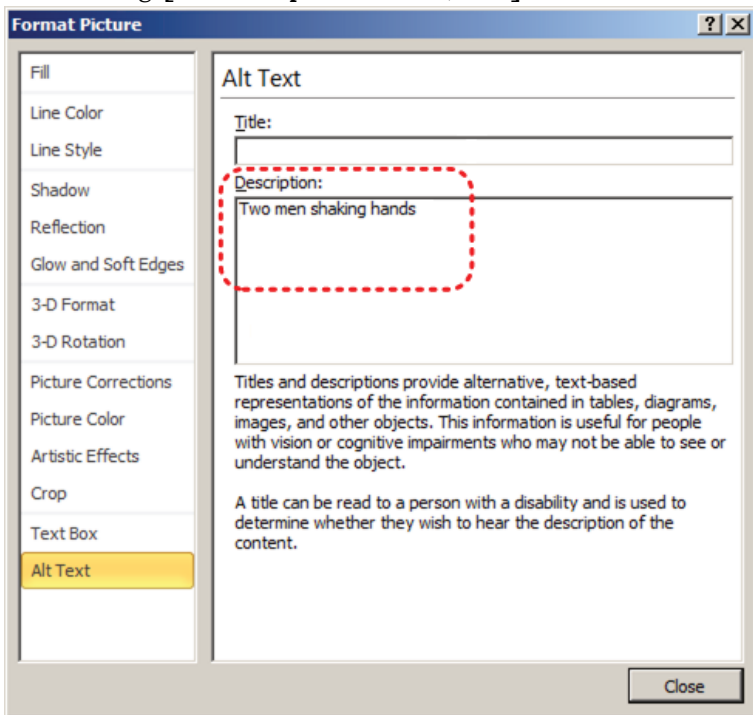 Format Picture
Fill
Line Color
Line Style
Shadow
Reflection
Glow and Soft Edges
3-D Format
3-D Rotation
Picture Corrections
Picture Color
Artistic Effects
Crop
Text Box
Alt Text
Alt Text
Title:
Description:
Two men shaking hands
Titles and descriptions provide alternative, text-based
representations of the information contained in tables, diagrams,
images, and other objects. This information is useful for people
with vision or cognitive impairments who may not be able to see or
understand the object.
A title can be read to a person with a disability and is used to
determine whether they wish to hear the description of the
content.
Close